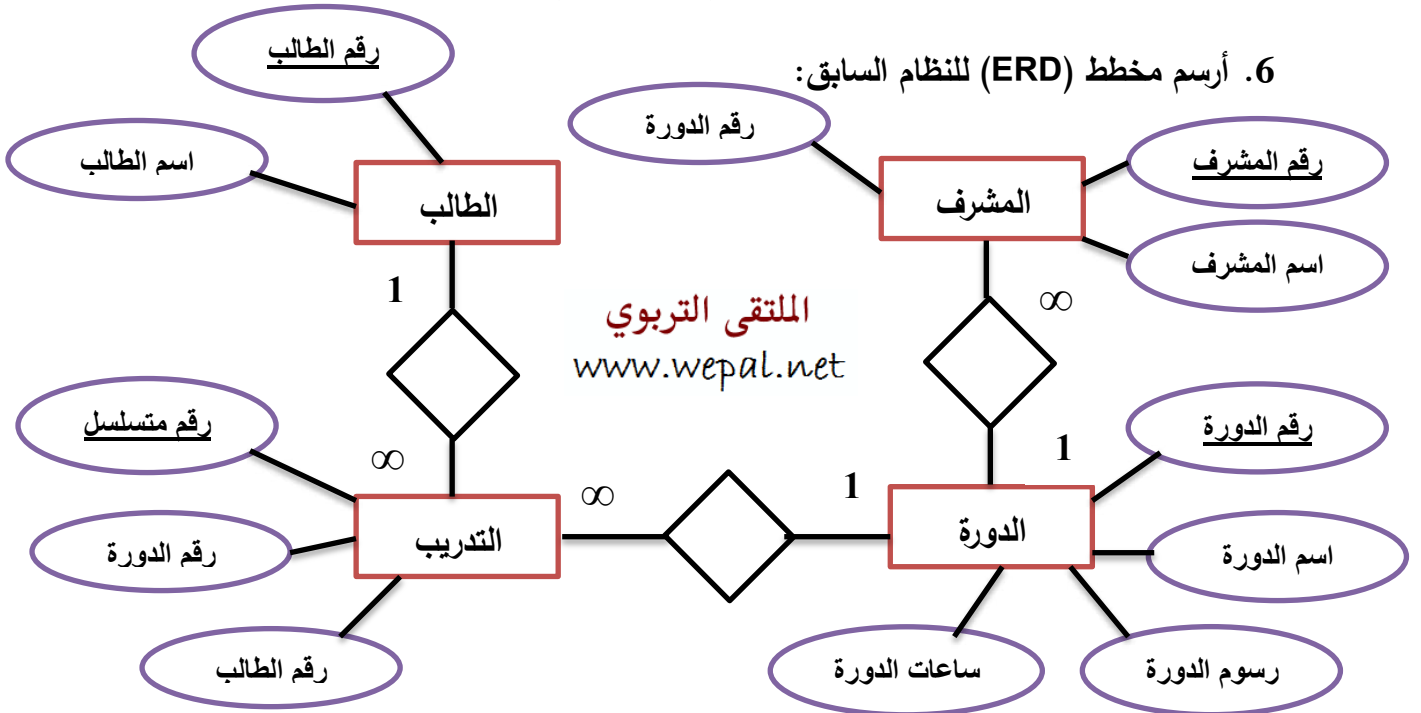 6. أرسم مخطط (ERD) للنظام السابق:
رقم الطالب
رقم الدورة
رقم المشرف
اسم الطالب
الطالب
المشرف
اسم المشرف
1
∞
الملتقى التربوي
www.wepal.net
رقم متسلسل
رقم الدورة
∞
1
∞
1
التدريب
الدورة
رقم الدورة
اسم الدورة
رقم الطالب
ساعات الدورة
رسوم الدورة